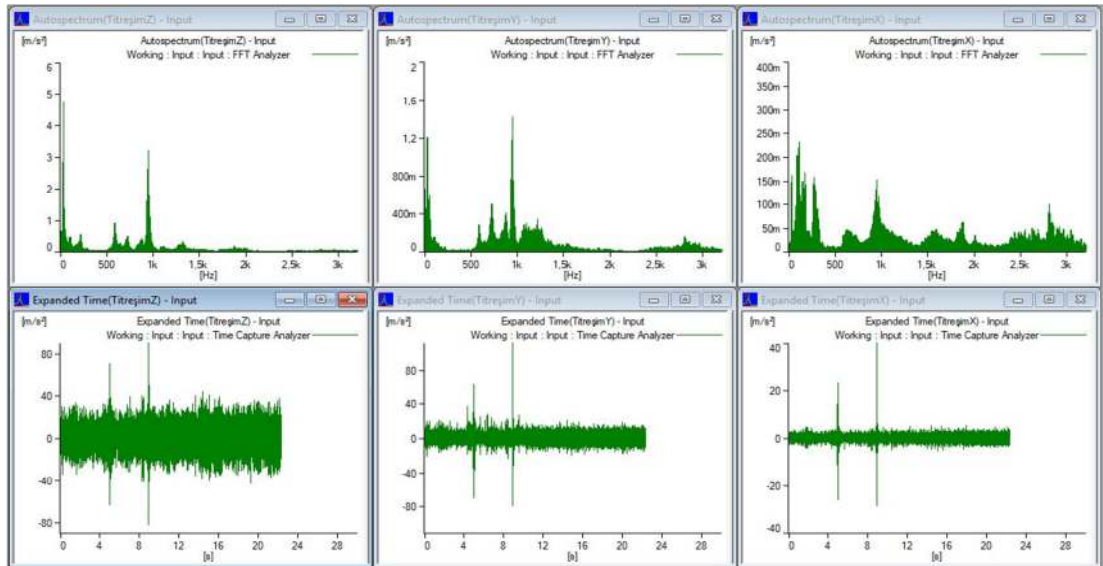 Autospectrum(TitreşimZ) - Input
[m/s²] Autospectrum(TitreşimZ) - Input
Working : Input : Input : FFT Analyzer
6
5
4
3
2
1
0
0 500 1k 1,5k 2k 2,5k 3k
[Hz]
Autospectrum(TitreşimY) - Input
[m/s²] Autospectrum(TitreşimY) - Input
Working : Input : Input : FFT Analyzer
2
1,6
1,2
800m
400m
0
0 500 1k 1,5k 2k 2,5k 3k
[Hz]
Autospectrum(TitreşimX) - Input
[m/s²] Autospectrum(TitreşimX) - Input
Working : Input : Input : FFT Analyzer
400m
350m
300m
250m
200m
150m
100m
50m
0
0 500 1k 1,5k 2k 2,5k 3k
[Hz]
Expanded Time(TitreşimZ) - Input
[m/s²] Expanded Time(TitreşimZ) - Input
Working : Input : Input : Time Capture Analyzer
80
40
0
-40
-80
0 4 8 12 16 20 24 28
[s]
Expanded Time(TitreşimY) - Input
[m/s²] Expanded Time(TitreşimY) - Input
Working : Input : Input : Time Capture Analyzer
80
40
0
-40
-80
0 4 8 12 16 20 24 28
[s]
Expanded Time(TitreşimX) - Input
[m/s²] Expanded Time(TitreşimX) - Input
Working : Input : Input : Time Capture Analyzer
40
20
0
-20
-40
0 4 8 12 16 20 24 28
[s]